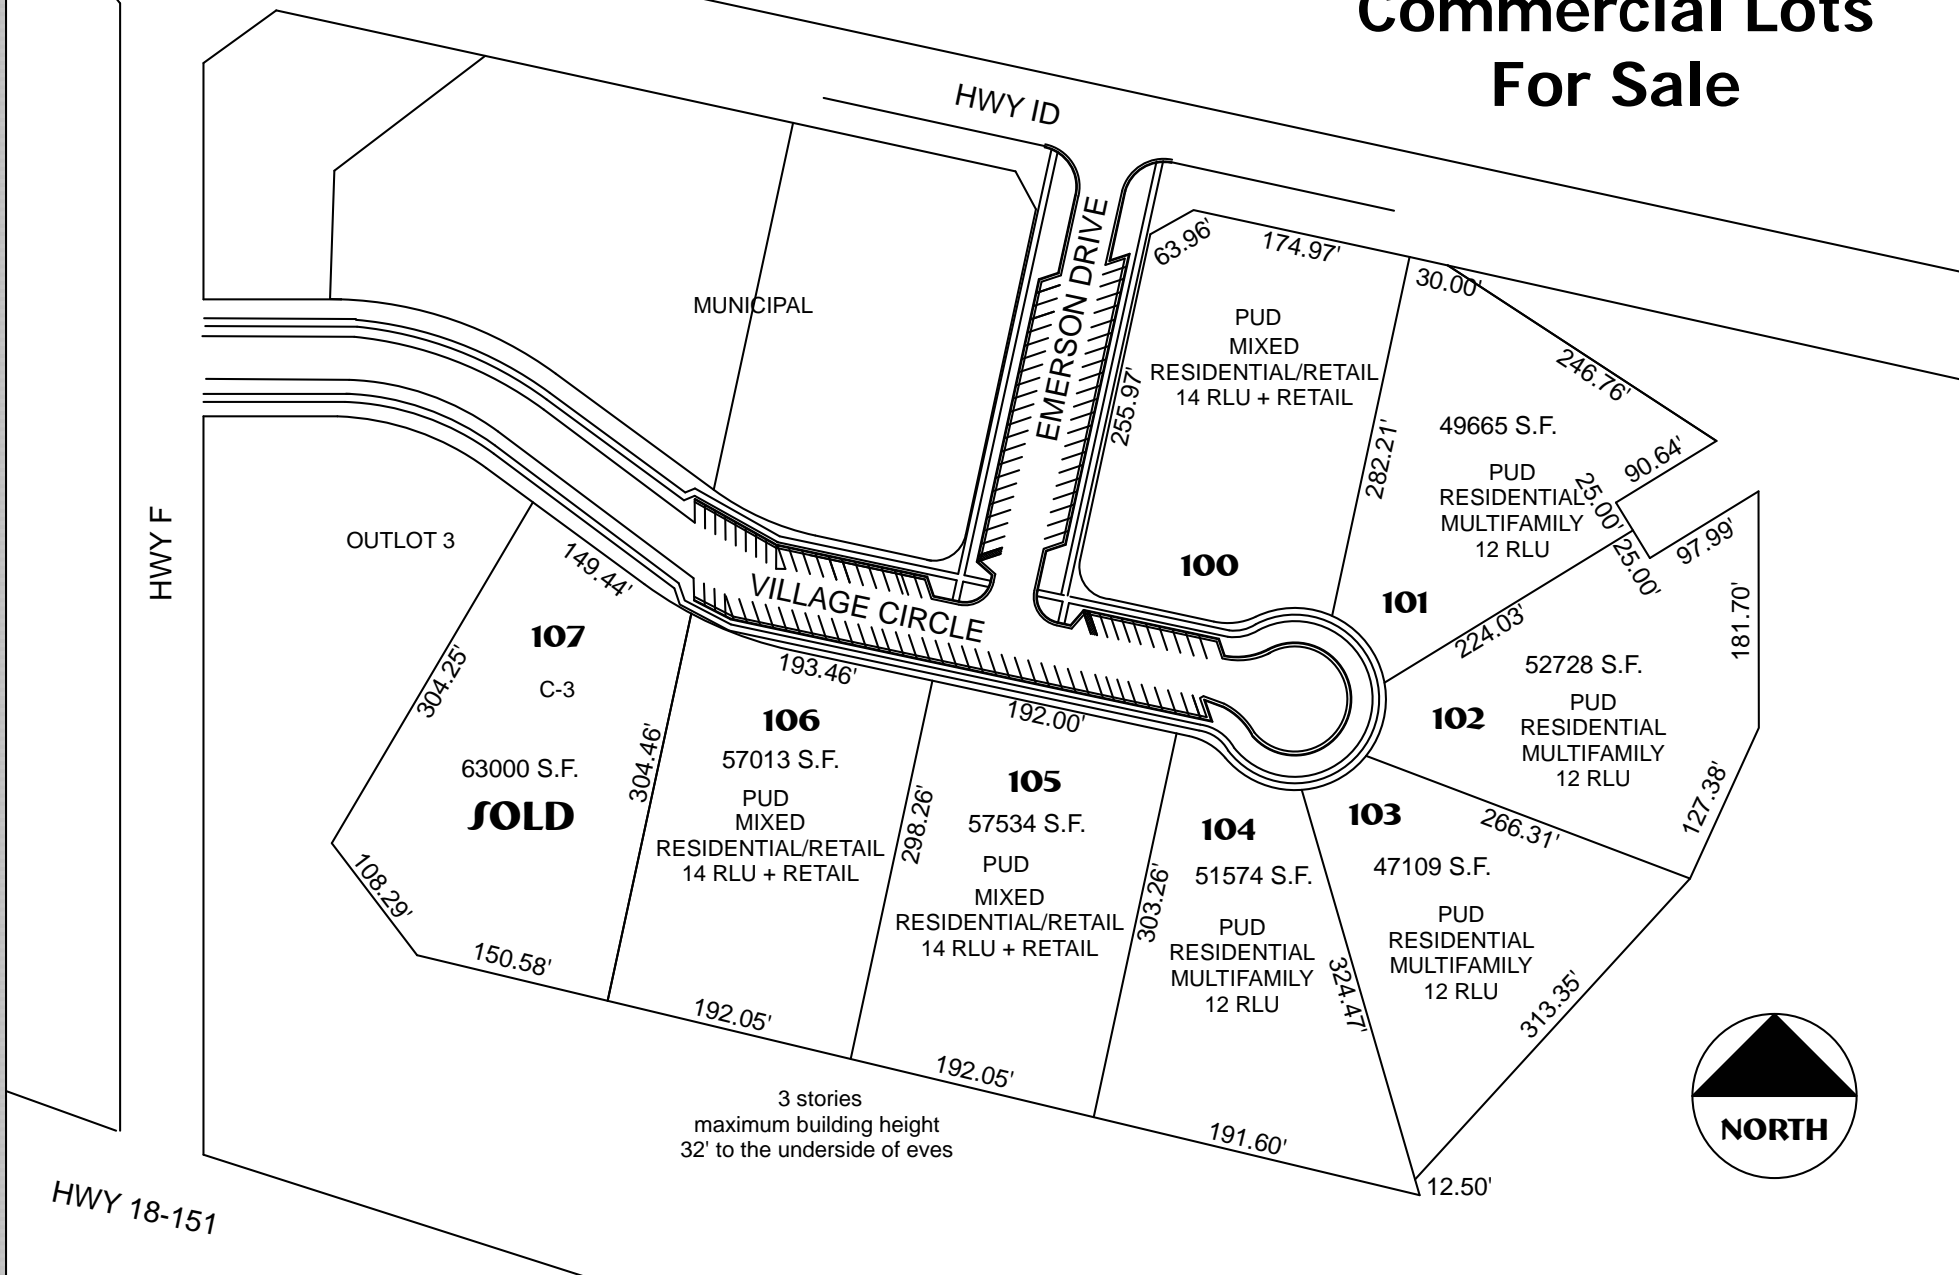 Commercial Lots
For Sale
HWY ID
HWY F
HWY 18-151
EMERSON DRIVE
VILLAGE CIRCLE
MUNICIPAL
OUTLOT 3
63.96'
174.97'
PUD
MIXED
RESIDENTIAL/RETAIL
14 RLU + RETAIL
255.97'
282.21'
100
30.00'
246.76'
49665 S.F.
PUD
RESIDENTIAL
MULTIFAMILY
12 RLU
90.64'
25.00'
25.00'
97.99'
101
224.03'
181.70'
52728 S.F.
102
PUD
RESIDENTIAL
MULTIFAMILY
12 RLU
127.38'
266.31'
103
47109 S.F.
PUD
RESIDENTIAL
MULTIFAMILY
12 RLU
313.35'
324.47'
12.50'
104
51574 S.F.
PUD
RESIDENTIAL
MULTIFAMILY
12 RLU
303.26'
191.60'
192.00'
105
57534 S.F.
PUD
MIXED
RESIDENTIAL/RETAIL
14 RLU + RETAIL
298.26'
192.05'
193.46'
106
57013 S.F.
PUD
MIXED
RESIDENTIAL/RETAIL
14 RLU + RETAIL
304.46'
192.05'
149.44'
107
C-3
63000 S.F.
SOLD
304.25'
108.29'
150.58'
3 stories
maximum building height
32' to the underside of eves
NORTH